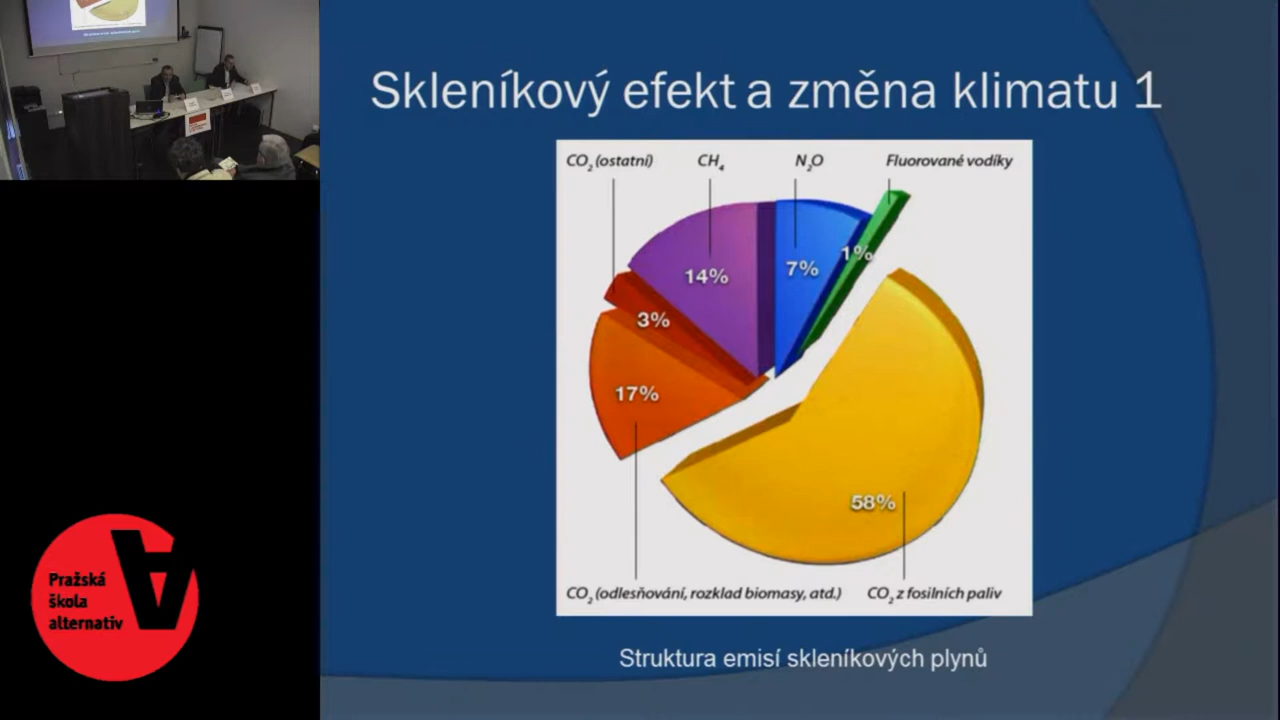 Skleníkový efekt a změna klimatu 1
CO₂ (ostatní)
CH₄
N₂O
Fluorované vodíky
14%
7%
1%
3%
17%
58%
CO₂ (odlesňování, rozklad biomasy, atd.)
CO₂ z fosilních paliv
Struktura emisí skleníkových plynů
Pražská
škola
alternativ